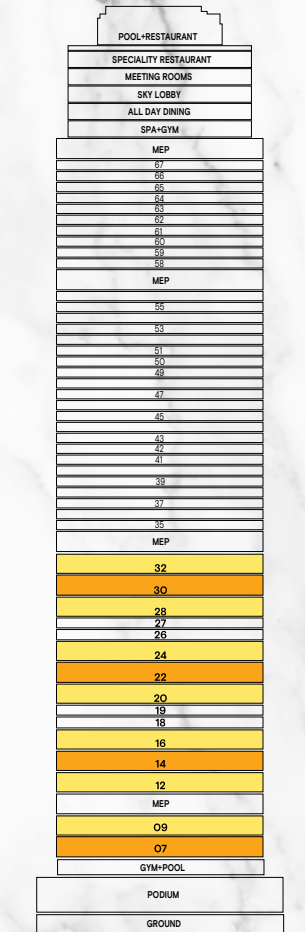 POOL+RESTAURANT
SPECIALITY RESTAURANT
MEETING ROOMS
SKY LOBBY
ALL DAY DINING
SPA+GYM
MEP
67
66
65
64
63
62
61
60
59
58
MEP
55
53
51
50
49
47
45
43
42
41
39
37
35
MEP
32
30
28
27
26
24
22
20
19
18
16
14
12
MEP
09
07
GYM+POOL
PODIUM
GROUND